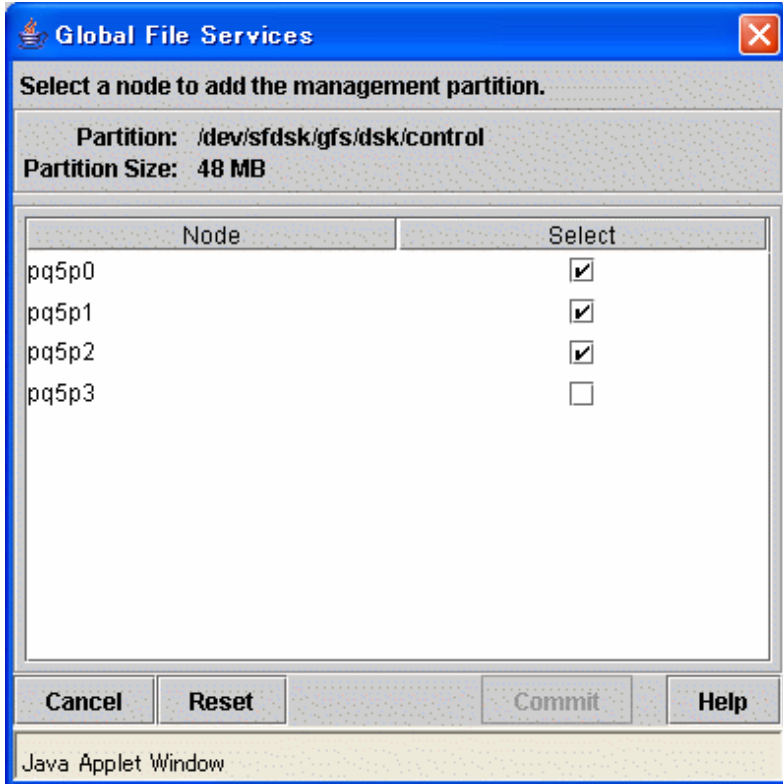 Global File Services
Select a node to add the management partition.
Partition: /dev/sfdsk/gfs/dsk/control
Partition Size: 48 MB
Node Select
pq5p0
pq5p1
pq5p2
pq5p3
Cancel Reset Commit Help
Java Applet Window